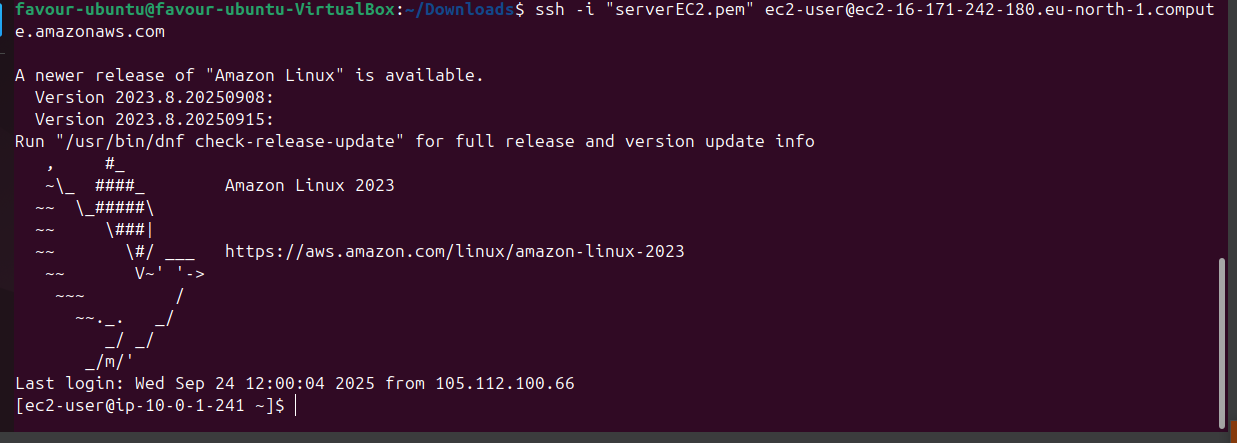 favour-ubuntu@favour-ubuntu-VirtualBox:~/Downloads$ ssh -i "serverEC2.pem" ec2-user@ec2-16-171-242-180.eu-north-1.comput
e.amazonaws.com
A newer release of "Amazon Linux" is available.
  Version 2023.8.20250908:
  Version 2023.8.20250915:
Run "/usr/bin/dnf check-release-update" for full release and version update info
   ,     #_
   ~\_  ####_        Amazon Linux 2023
  ~~  \_#####\
  ~~     \###|
  ~~       \#/ ___   https://aws.amazon.com/linux/amazon-linux-2023
   ~~       V~' '->
    ~~~         /
      ~~._.   _/
         _/ _/
       _/m/'
Last login: Wed Sep 24 12:00:04 2025 from 105.112.100.66
[ec2-user@ip-10-0-1-241 ~]$